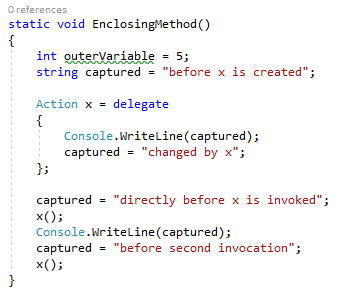 0 references
static void EnclosingMethod()
{
int outerVariable = 5;
string captured = "before x is created";
Action x = delegate
{
Console.WriteLine(captured);
captured = "changed by x";
};
captured = "directly before x is invoked";
x();
Console.WriteLine(captured);
captured = "before second invocation";
x();
}